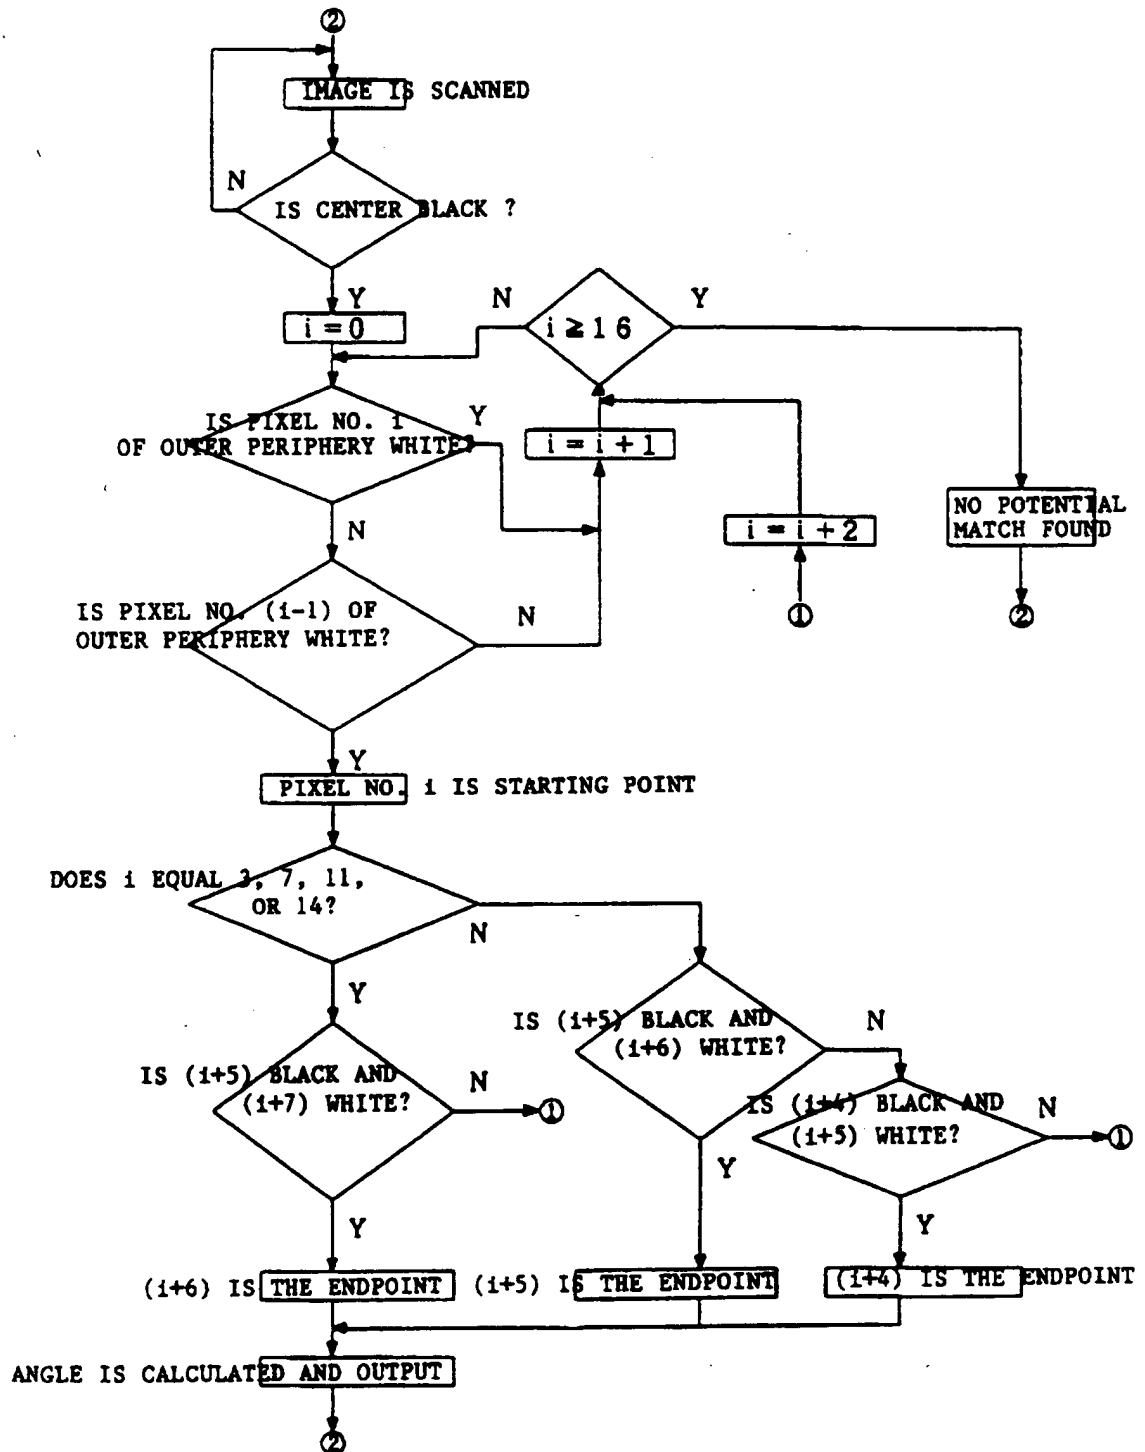 ②
IMAGE IS SCANNED
N
IS CENTER BLACK ?
Y
i = 0
N
i ≧ 16
Y
IS PIXEL NO. i
OF OUTER PERIPHERY WHITE?
Y
i = i + 1
N
i = i + 2
NO POTENTIAL
MATCH FOUND
IS PIXEL NO. (i-1) OF
OUTER PERIPHERY WHITE?
N
①
②
Y
PIXEL NO. i IS STARTING POINT
DOES i EQUAL 3, 7, 11,
OR 14?
N
Y
IS (i+5) BLACK AND
(i+6) WHITE?
N
IS (i+5) BLACK AND
(i+7) WHITE?
N
①
IS (i+4) BLACK AND
(i+5) WHITE?
N
①
Y
Y
Y
(i+6) IS THE ENDPOINT
(i+5) IS THE ENDPOINT
(i+4) IS THE ENDPOINT
ANGLE IS CALCULATED AND OUTPUT
②